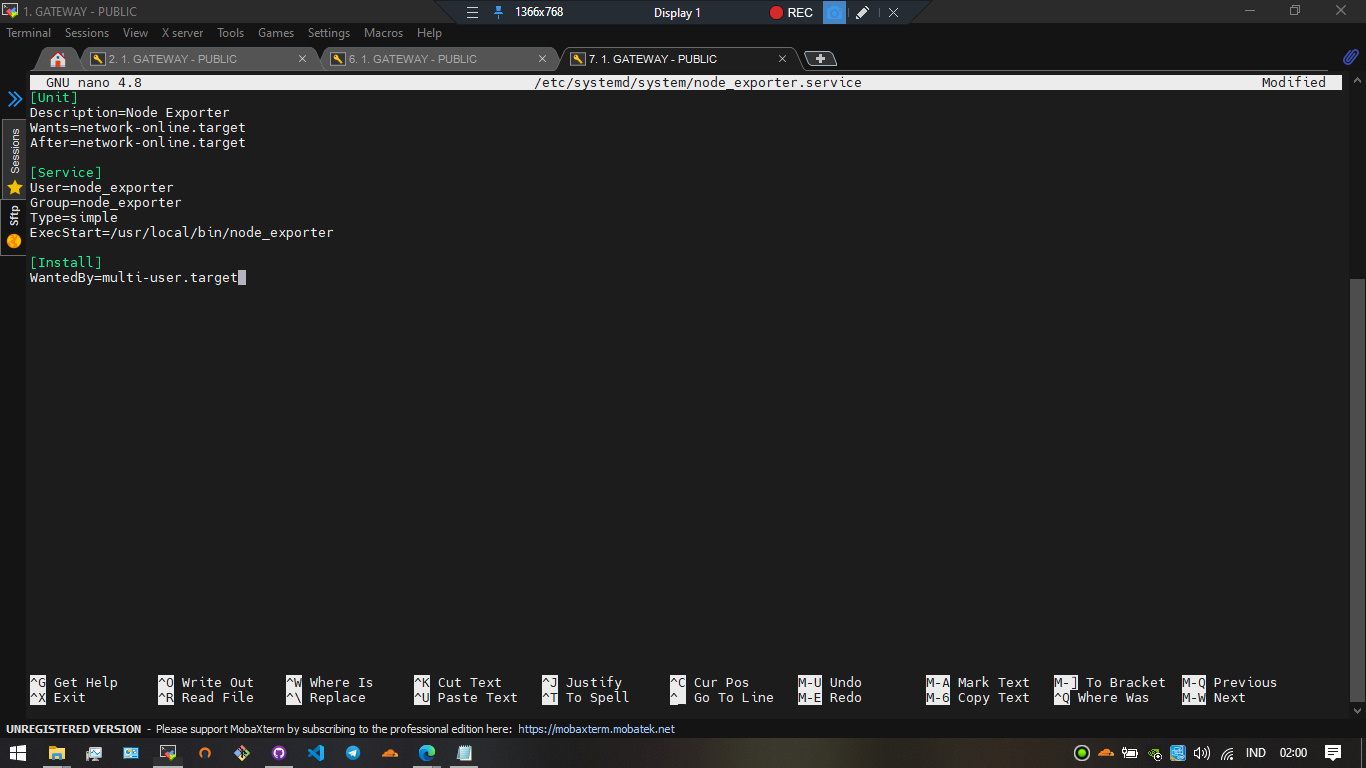 1. GATEWAY - PUBLIC
1366x768
Display 1
REC
Terminal Sessions View X server Tools Games Settings Macros Help
2. 1. GATEWAY - PUBLIC
6. 1. GATEWAY - PUBLIC
7. 1. GATEWAY - PUBLIC
GNU nano 4.8 /etc/systemd/system/node_exporter.service Modified
[Unit]
Description=Node Exporter
Wants=network-online.target
After=network-online.target
[Service]
User=node_exporter
Group=node_exporter
Type=simple
ExecStart=/usr/local/bin/node_exporter
[Install]
WantedBy=multi-user.target
Sessions
Sftp
^G Get Help ^O Write Out ^W Where Is ^K Cut Text ^J Justify ^C Cur Pos M-U Undo M-A Mark Text M-] To Bracket M-Q Previous
^X Exit ^R Read File ^\ Replace ^U Paste Text ^T To Spell ^_ Go To Line M-E Redo M-6 Copy Text ^Q Where Was M-W Next
UNREGISTERED VERSION - Please support MobaXterm by subscribing to the professional edition here: https://mobaxterm.mobatek.net
IND 02:00